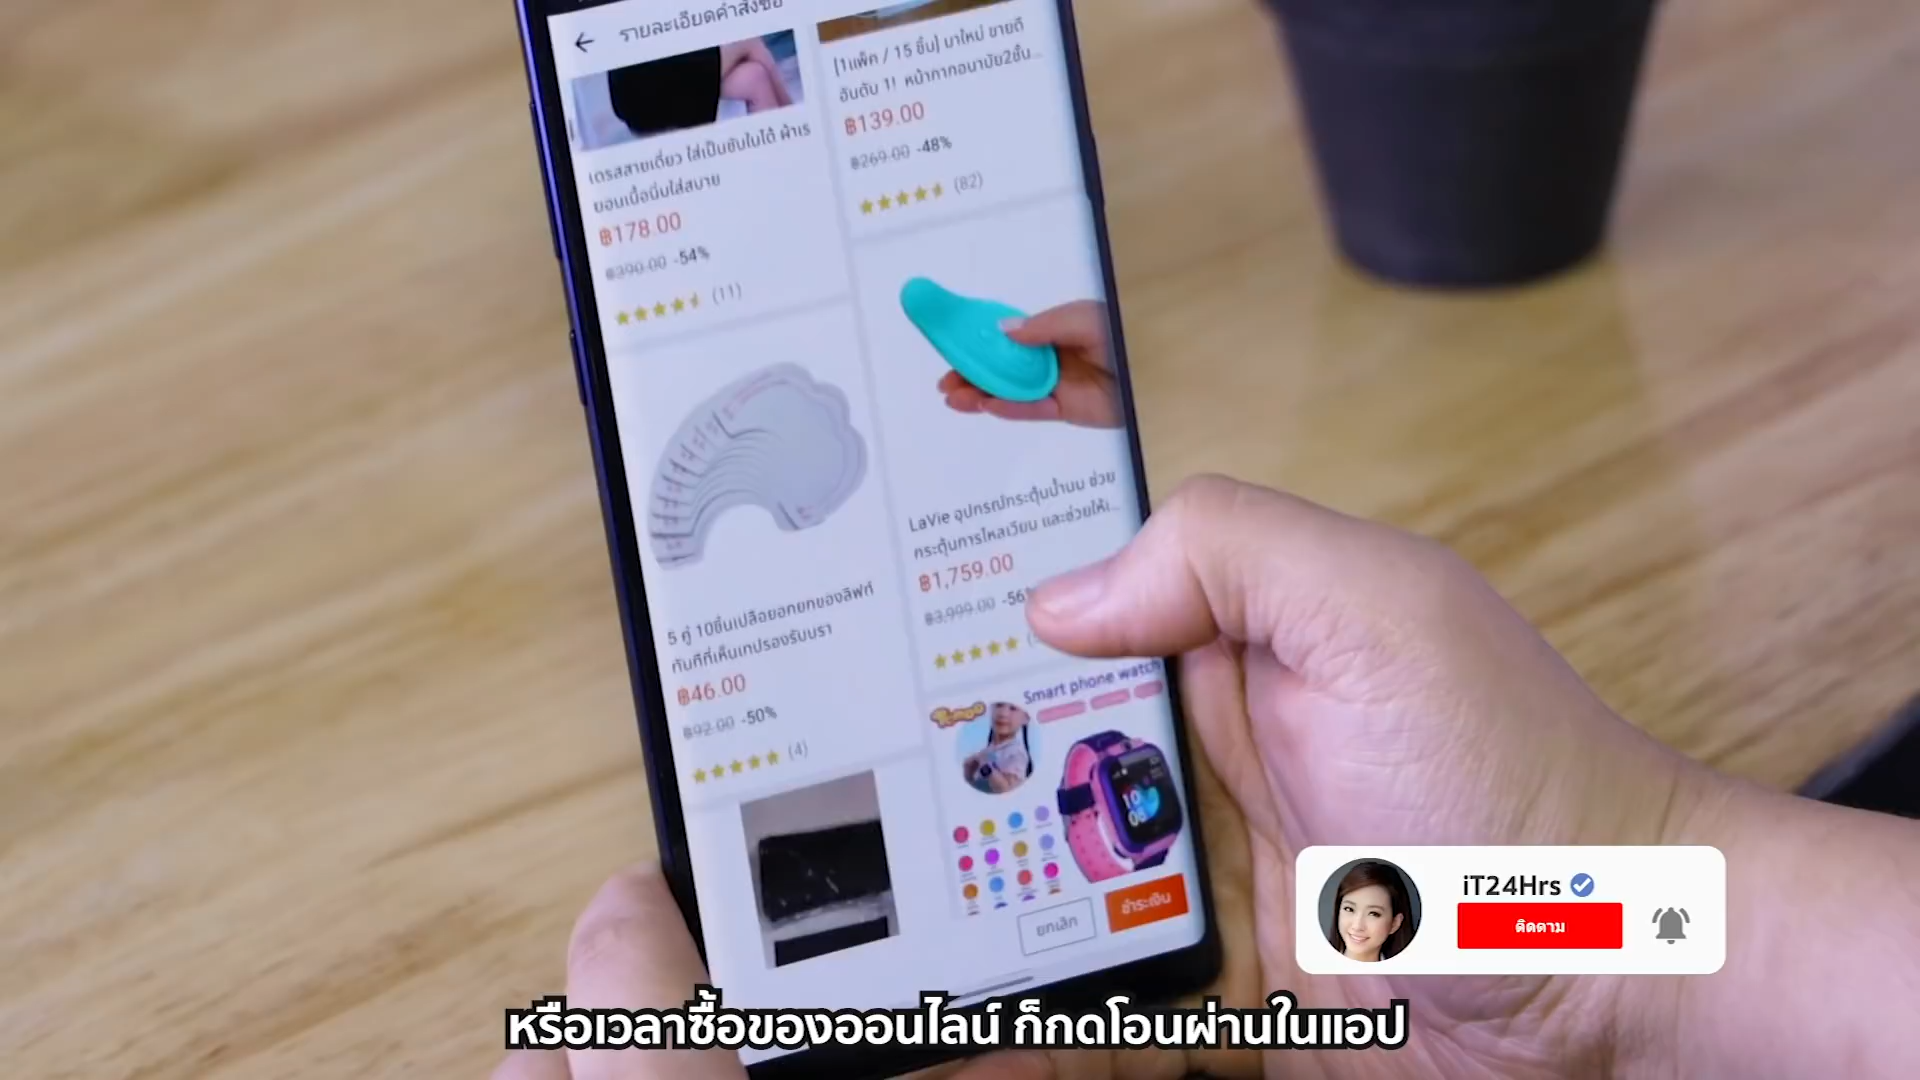 รายละเอียดคำสั่งซื้อ
เดรสสายเดี่ยว ใส่เป็นซับในได้ ผ้าเร
ยอนเนื้อนิ่มใส่สบาย
฿178.00
฿390.00 -54%
(11)
[1แพ็ค / 15 ชิ้น] มาใหม่ ขายดี
อันดับ 1! หน้ากากอนามัย2ชั้น...
฿139.00
฿269.00 -48%
(82)
5 คู่ 10ชิ้นเปลือยอกยกของลิฟท์
ทันทีที่เห็นเทปรองรับบรา
฿46.00
฿92.00 -50%
(4)
LaVie อุปกรณ์กระตุ้นน้ำนม ช่วย
กระตุ้นการไหลเวียน และช่วยให้เ...
฿1,759.00
฿3,999.00 -56
Smart phone watch
ยกเลิก
ชำระเงิน
iT24Hrs
ติดตาม
หรือเวลาซื้อของออนไลน์ ก็กดโอนผ่านในแอป